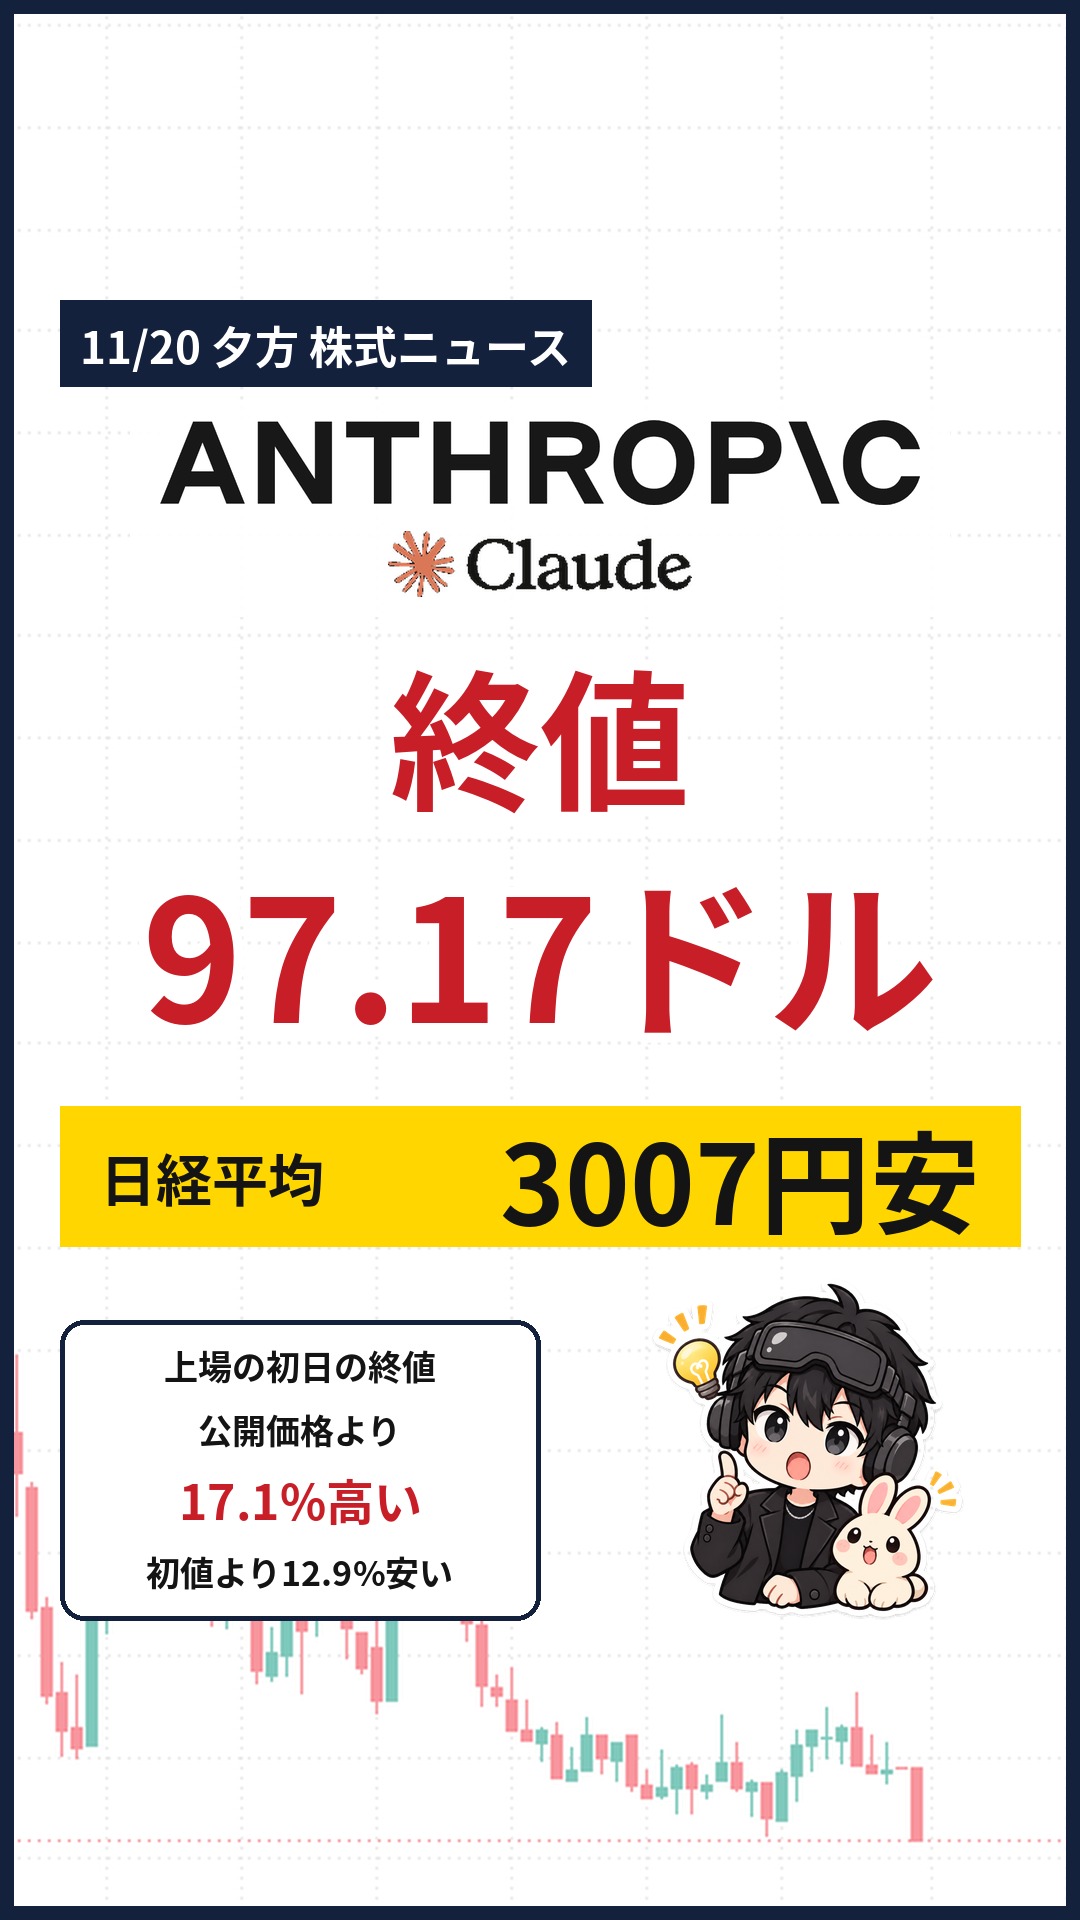 11/20 夕方 株式ニュース
ANTHROP\C
Claude
終値
97.17ドル
日経平均 3007円安
上場の初日の終値
公開価格より
17.1%高い
初値より12.9%安い